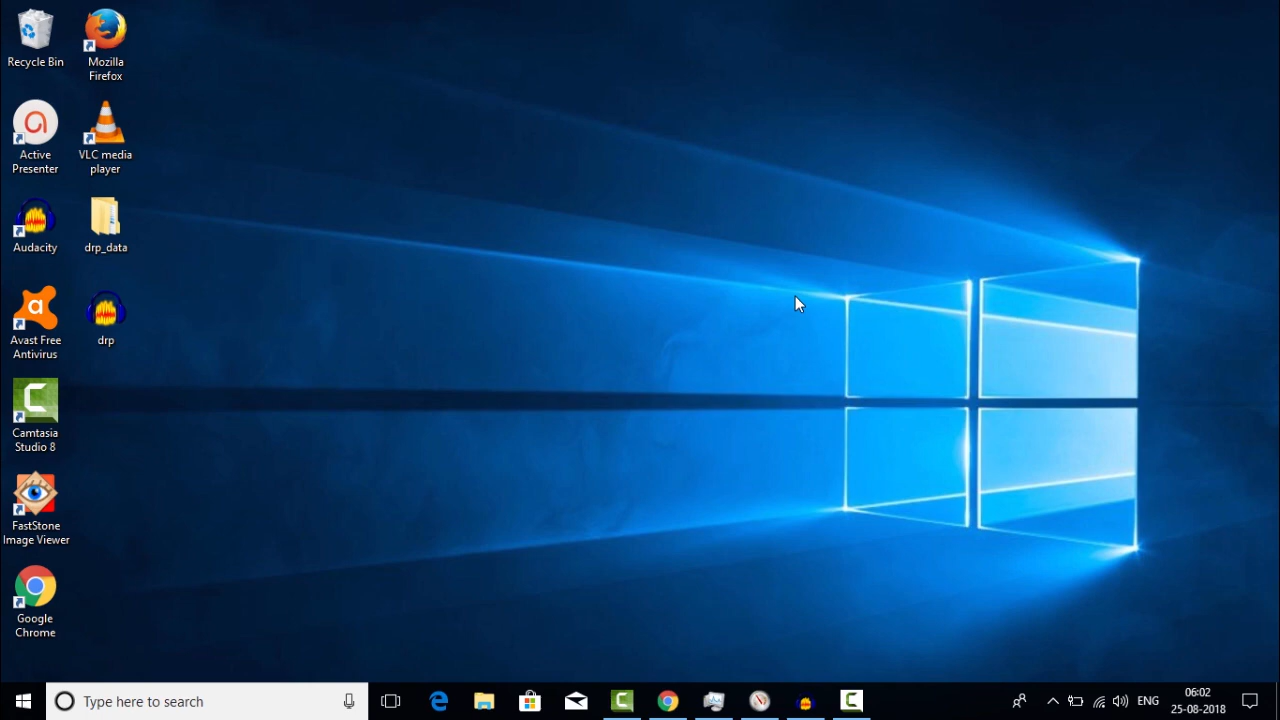 Recycle Bin
Mozilla
Firefox
Active
Presenter
VLC media
player
Audacity
drp_data
Avast Free
Antivirus
drp
Camtasia
Studio 8
FastStone
Image Viewer
Google
Chrome
Type here to search
ENG
06:02
25-08-2018